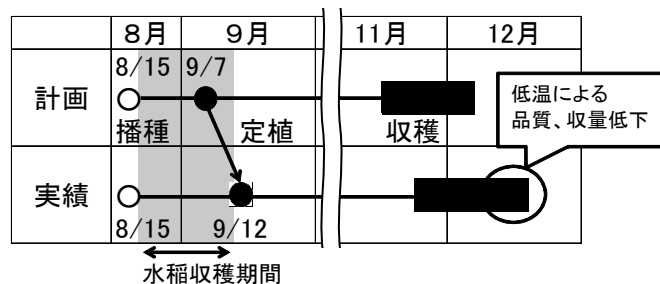 8月 9月 11月 12月
8/15 9/7
計画
播種 定植 収穫
低温による
品質、収量低下
実績
8/15 9/12
水稲収穫期間